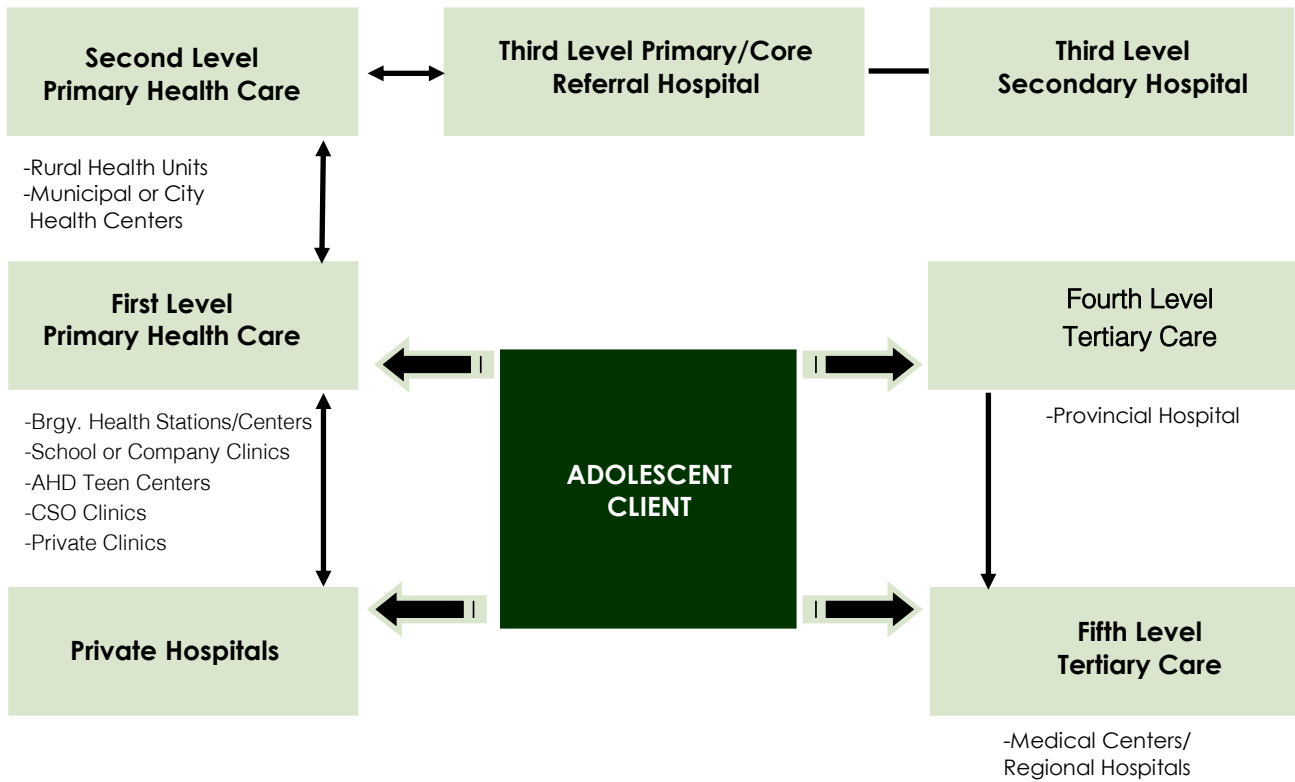 Second Level
Primary Health Care
Third Level Primary/Core
Referral Hospital
Third Level
Secondary Hospital
-Rural Health Units
-Municipal or City
Health Centers
First Level
Primary Health Care
Fourth Level
Tertiary Care
-Brgy. Health Stations/Centers
-School or Company Clinics
-AHD Teen Centers
-CSO Clinics
-Private Clinics
-Provincial Hospital
ADOLESCENT
CLIENT
Private Hospitals
Fifth Level
Tertiary Care
-Medical Centers/
Regional Hospitals